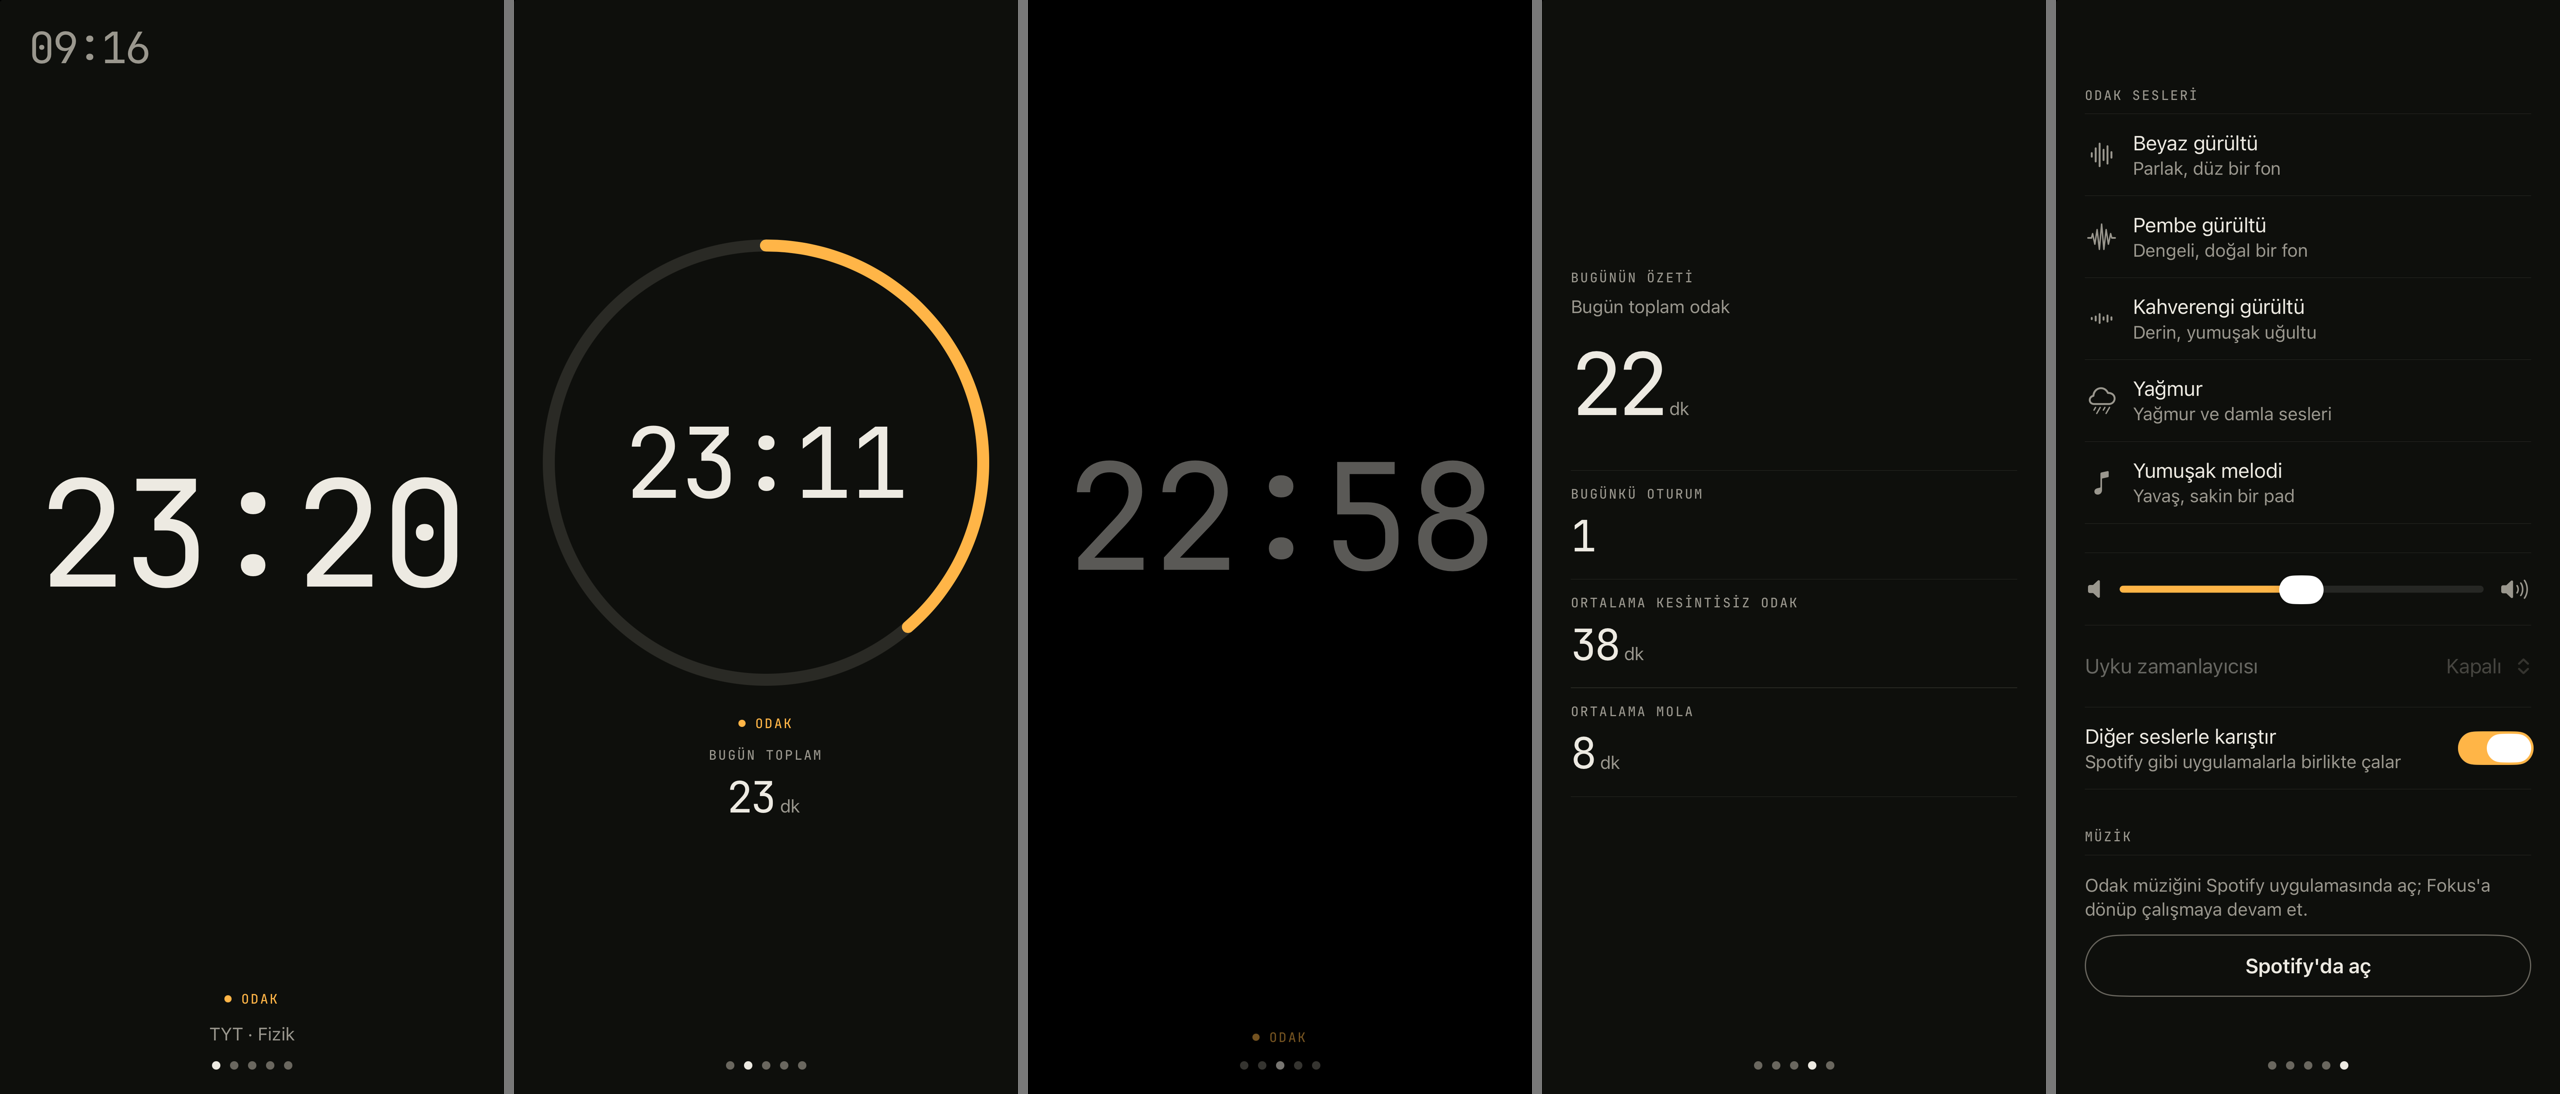 09:16
23:20
ODAK
TYT · Fizik
23:11
ODAK
BUGÜN TOPLAM
23 dk
22:58
ODAK
BUGÜNÜN ÖZETİ
Bugün toplam odak
22 dk
BUGÜNKÜ OTURUM
1
ORTALAMA KESİNTİSİZ ODAK
38 dk
ORTALAMA MOLA
8 dk
ODAK SESLERİ
Beyaz gürültü
Parlak, düz bir fon
Pembe gürültü
Dengeli, doğal bir fon
Kahverengi gürültü
Derin, yumuşak uğultu
Yağmur
Yağmur ve damla sesleri
Yumuşak melodi
Yavaş, sakin bir pad
Uyku zamanlayıcısı Kapalı
Diğer seslerle karıştır
Spotify gibi uygulamalarla birlikte çalar
MÜZİK
Odak müziğini Spotify uygulamasında aç; Fokus'a
dönüp çalışmaya devam et.
Spotify'da aç